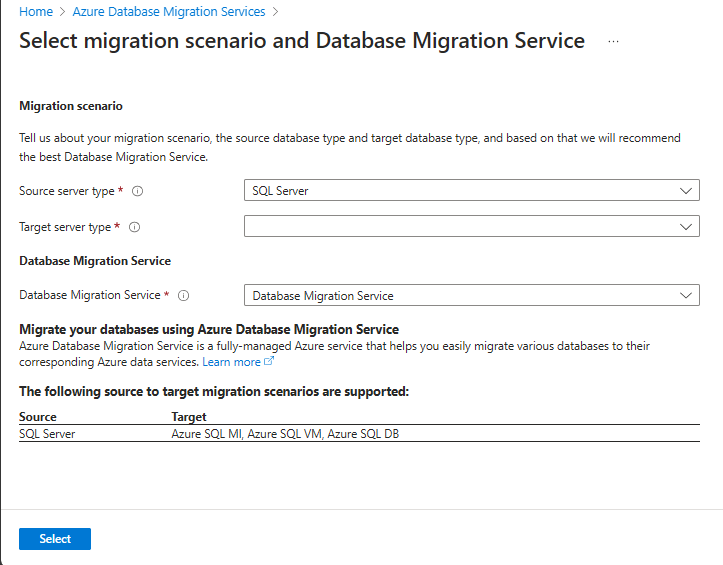 Home > Azure Database Migration Services >
Select migration scenario and Database Migration Service ...
Migration scenario
Tell us about your migration scenario, the source database type and target database type, and based on that we will recommend
the best Database Migration Service.
Source server type *
SQL Server
Target server type *
Database Migration Service
Database Migration Service *
Database Migration Service
Migrate your databases using Azure Database Migration Service
Azure Database Migration Service is a fully-managed Azure service that helps you easily migrate various databases to their
corresponding Azure data services. Learn more
The following source to target migration scenarios are supported:
Source Target
SQL Server Azure SQL MI, Azure SQL VM, Azure SQL DB
Select